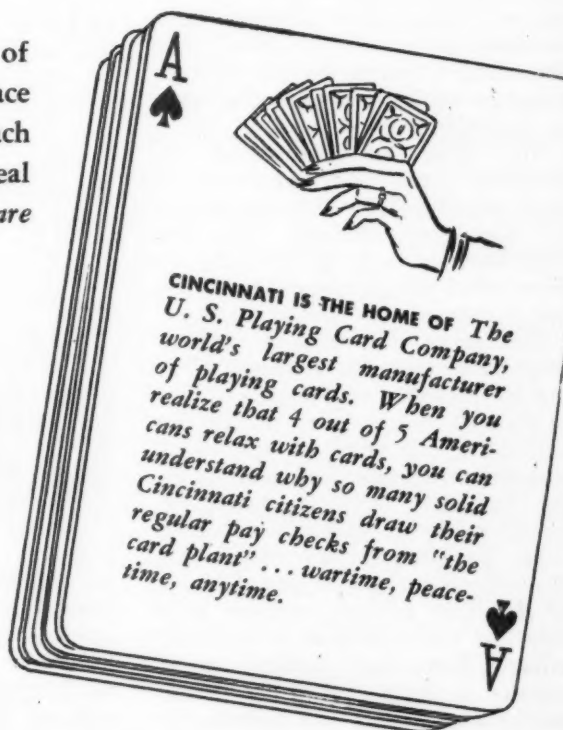 of
ace
ach
eal
are
A
CINCINNATI IS THE HOME OF The
U. S. Playing Card Company,
world's largest manufacturer
of playing cards. When you
realize that 4 out of 5 Ameri-
cans relax with cards, you can
understand why so many solid
Cincinnati citizens draw their
regular pay checks from "the
card plant" . . . wartime, peace-
time, anytime.
A